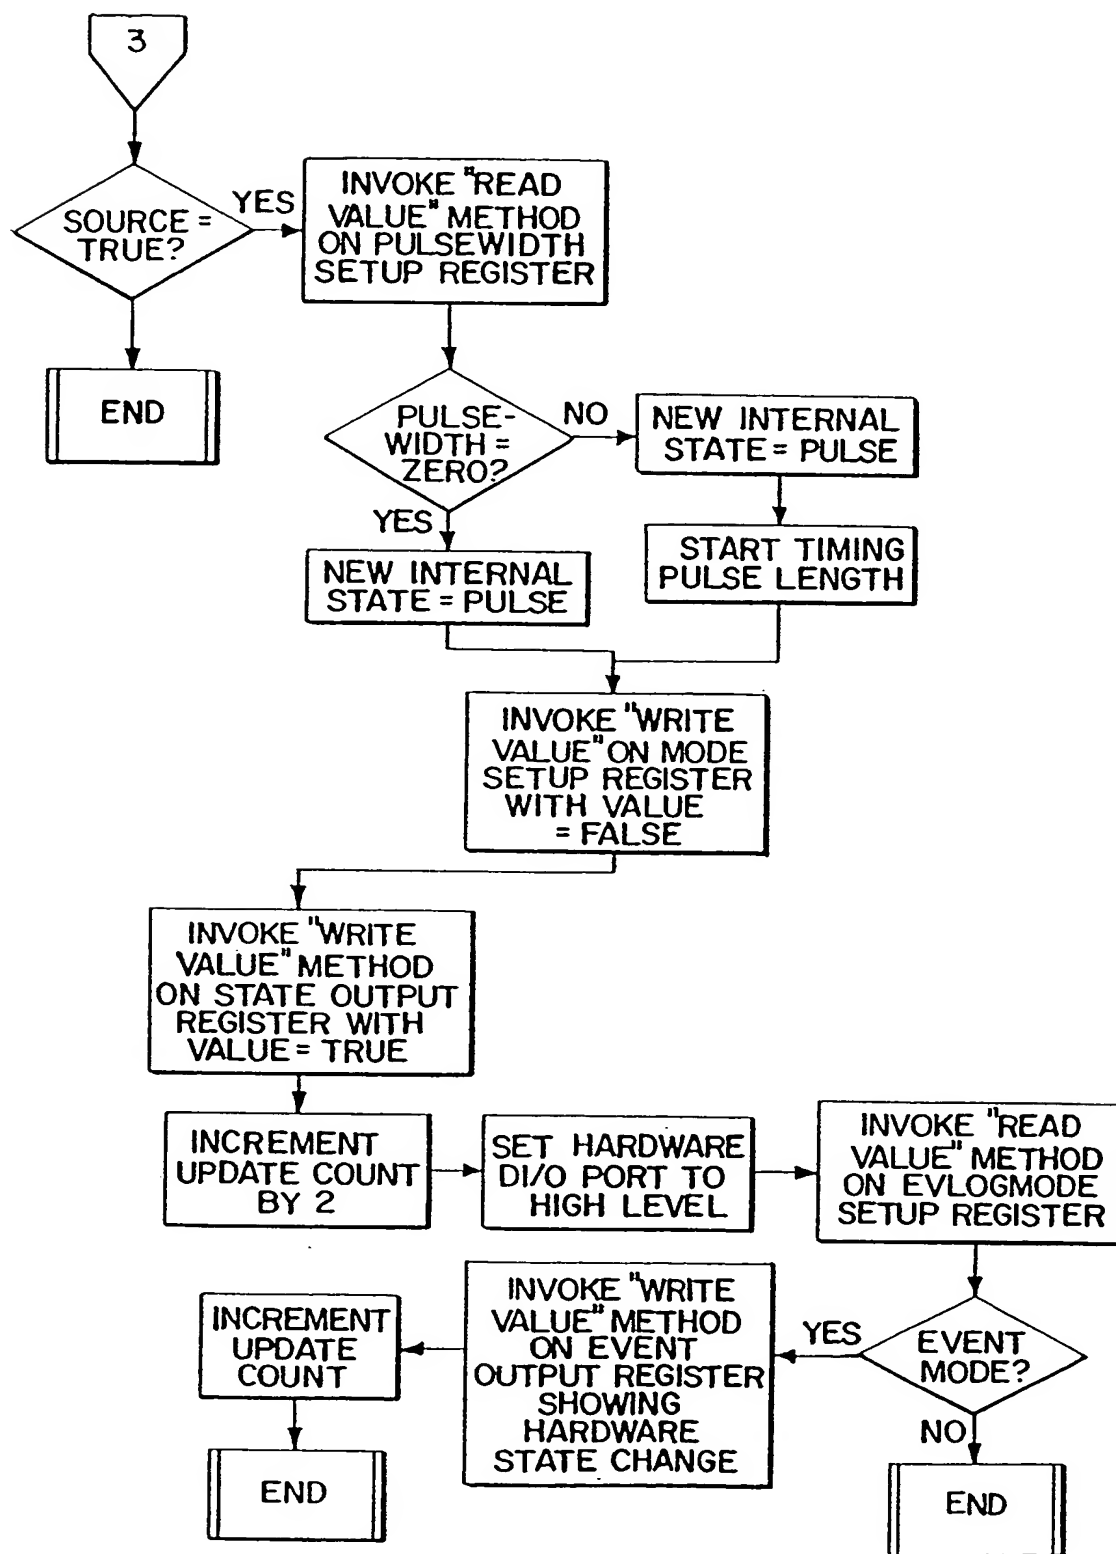 3
SOURCE =
TRUE?
YES
INVOKE "READ
VALUE" METHOD
ON PULSEWIDTH
SETUP REGISTER
END
PULSE-
WIDTH =
ZERO?
NO
NEW INTERNAL
STATE = PULSE
YES
START TIMING
PULSE LENGTH
NEW INTERNAL
STATE = PULSE
INVOKE "WRITE
VALUE" ON MODE
SETUP REGISTER
WITH VALUE
= FALSE
INVOKE "WRITE
VALUE" METHOD
ON STATE OUTPUT
REGISTER WITH
VALUE = TRUE
INCREMENT
UPDATE COUNT
BY 2
SET HARDWARE
DI/O PORT TO
HIGH LEVEL
INVOKE "READ
VALUE" METHOD
ON EVLOGMODE
SETUP REGISTER
EVENT
MODE?
YES
INVOKE "WRITE
VALUE" METHOD
ON EVENT
OUTPUT REGISTER
SHOWING
HARDWARE
STATE CHANGE
INCREMENT
UPDATE
COUNT
END
NO
END